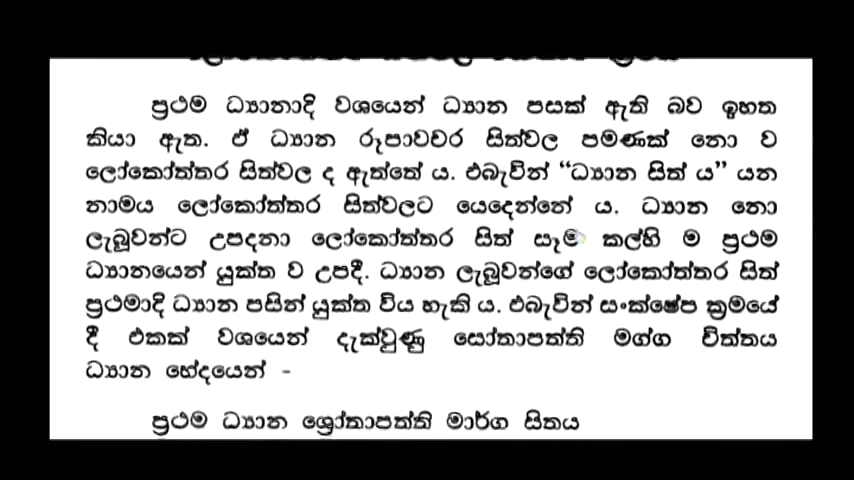 ප්‍රථම ධ්‍යානාදි වශයෙන් ධ්‍යාන පසක් ඇති බව ඉහත
කියා ඇත. ඒ ධ්‍යාන රූපාවචර සිත්වල පමණක් නො ව
ලෝකෝත්තර සිත්වල ද ඇත්තේ ය. එබැවින් “ධ්‍යාන සිත් ය” යන
නාමය ලෝකෝත්තර සිත්වලට යෙදෙන්නේ ය. ධ්‍යාන නො
ලැබූවන්ට උපදනා ලෝකෝත්තර සිත් සෑම කල්හි ම ප්‍රථම
ධ්‍යානයෙන් යුක්ත ව උපදී. ධ්‍යාන ලැබූවන්ගේ ලෝකෝත්තර සිත්
ප්‍රථමාදි ධ්‍යාන පසින් යුක්ත විය හැකි ය. එබැවින් සංක්ෂේප ක්‍රමයේ
දී එකක් වශයෙන් දැක්වුණු සෝතාපත්ති මග්ග චිත්තය
ධ්‍යාන භේදයෙන් -
ප්‍රථම ධ්‍යාන ශ්‍රෝතාපත්ති මාර්ග සිතය